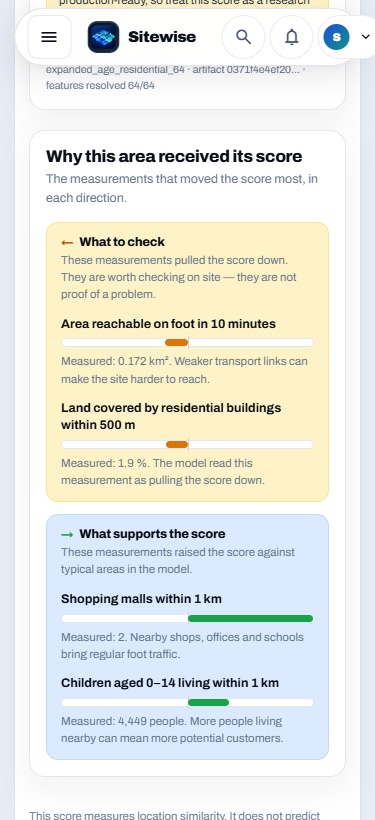 production-ready, so treat this score as a research
Sitewise
S
expanded_age_residential_64 · artifact 0371f4e4ef20… ·
features resolved 64/64
Why this area received its score
The measurements that moved the score most, in
each direction.
← What to check
These measurements pulled the score down.
They are worth checking on site — they are not
proof of a problem.
Area reachable on foot in 10 minutes
Measured: 0.172 km². Weaker transport links can
make the site harder to reach.
Land covered by residential buildings
within 500 m
Measured: 1.9 %. The model read this
measurement as pulling the score down.
→ What supports the score
These measurements raised the score against
typical areas in the model.
Shopping malls within 1 km
Measured: 2. Nearby shops, offices and schools
bring regular foot traffic.
Children aged 0–14 living within 1 km
Measured: 4,449 people. More people living
nearby can mean more potential customers.
This score measures location similarity. It does not predict